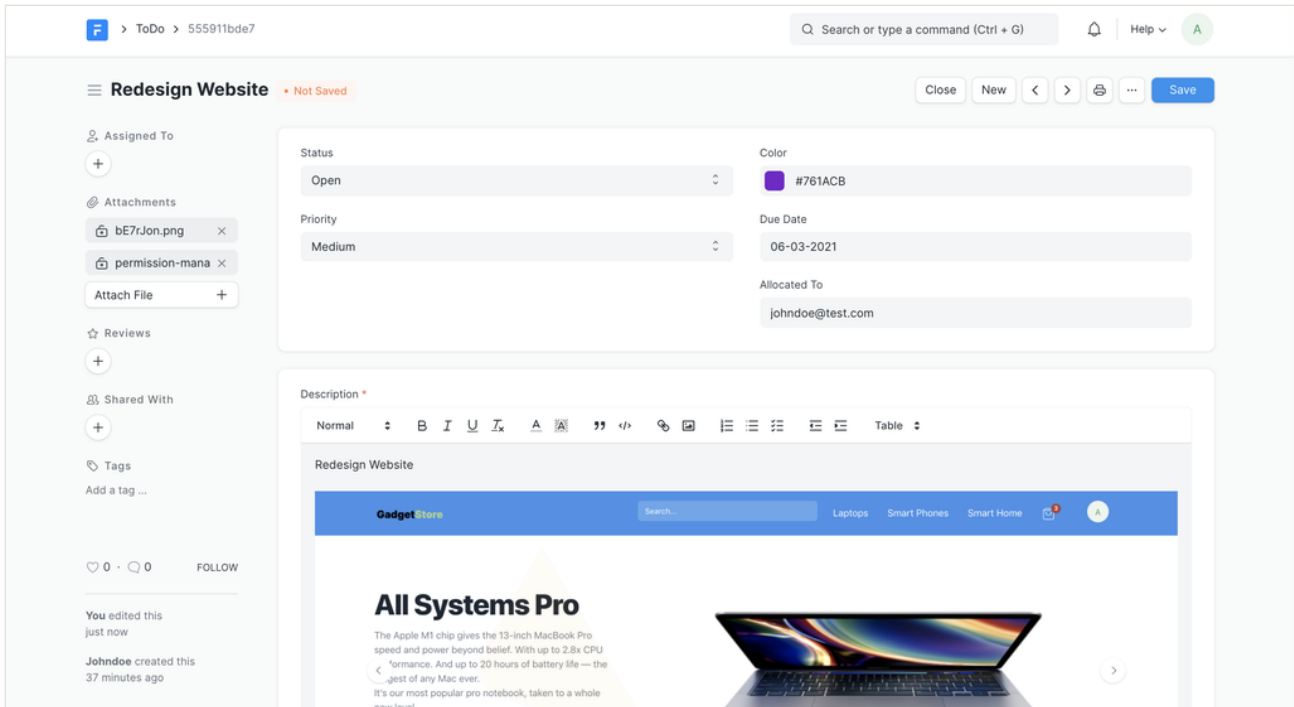 ToDo 555911bde7
Search or type a command (Ctrl + G)
Help
A
Redesign Website
Not Saved
Close
New
Save
Assigned To
Attachments
bE7rJon.png
permission-mana
Attach File
Reviews
Shared With
Tags
Add a tag ...
0 · 0 FOLLOW
You edited this
just now
Johndoe created this
37 minutes ago
Status
Open
Priority
Medium
Color
#761ACB
Due Date
06-03-2021
Allocated To
johndoe@test.com
Description *
Normal
Table
Redesign Website
GadgetStore
Search...
Laptops Smart Phones Smart Home 3 A
All Systems Pro
The Apple M1 chip gives the 13-inch MacBook Pro
speed and power beyond belief. With up to 2.8x CPU
formance. And up to 20 hours of battery life — the
gest of any Mac ever.
It's our most popular pro notebook, taken to a whole